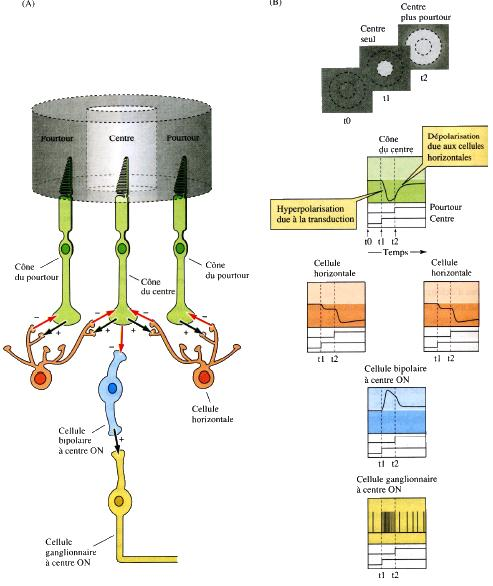 (A)
Pourtour
Centre
Pourtour
Cône
du pourtour
Cône
du centre
Cône
du pourtour
−
+
−
+
−
+
−
+
−
Cellule
horizontale
Cellule
bipolaire
à centre ON
+
Cellule
ganglionnaire
à centre ON
(B)
Centre
plus pourtour
Centre
seul
t2
t1
t0
Cône
du centre
Dépolarisation
due aux cellules
horizontales
Hyperpolarisation
due à la transduction
Pourtour
Centre
t0 t1 t2
Temps
Cellule
horizontale
t1 t2
Cellule
horizontale
t1 t2
Cellule bipolaire
à centre ON
t1 t2
Cellule ganglionnaire
à centre ON
t1 t2